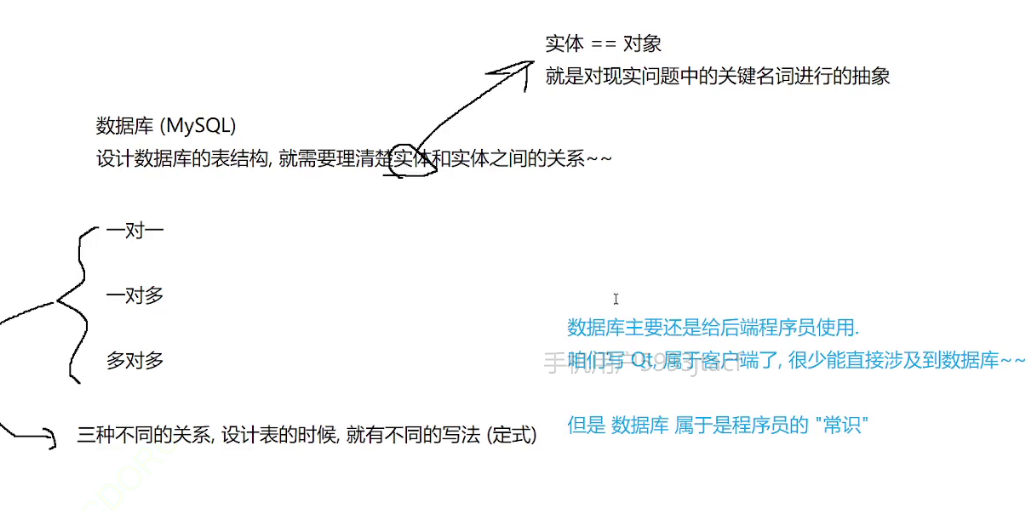 实体 == 对象
就是对现实问题中的关键名词进行的抽象
数据库 (MySQL)
设计数据库的表结构, 就需要理清楚实体和实体之间的关系~~
一对一
一对多
多对多
三种不同的关系, 设计表的时候, 就有不同的写法 (定式)
数据库主要还是给后端程序员使用.
咱们写 Qt, 属于客户端了, 很少能直接涉及到数据库~~
手机用户
但是 数据库 属于是程序员的 "常识"